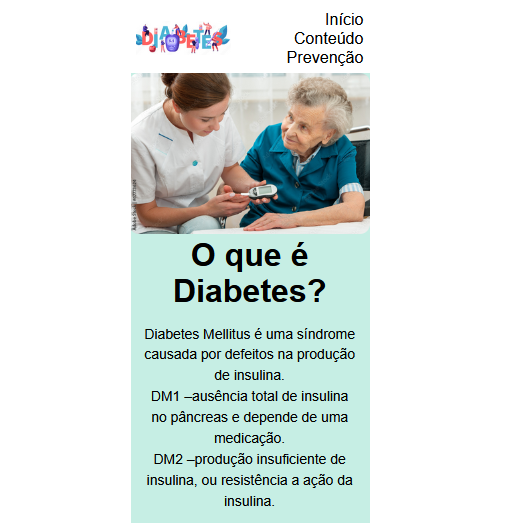 DIABETES
Início
Conteúdo
Prevenção
O que é
Diabetes?
Diabetes Mellitus é uma síndrome
causada por defeitos na produção
de insulina.
DM1 –ausência total de insulina
no pâncreas e depende de uma
medicação.
DM2 –produção insuficiente de
insulina, ou resistência a ação da
insulina.